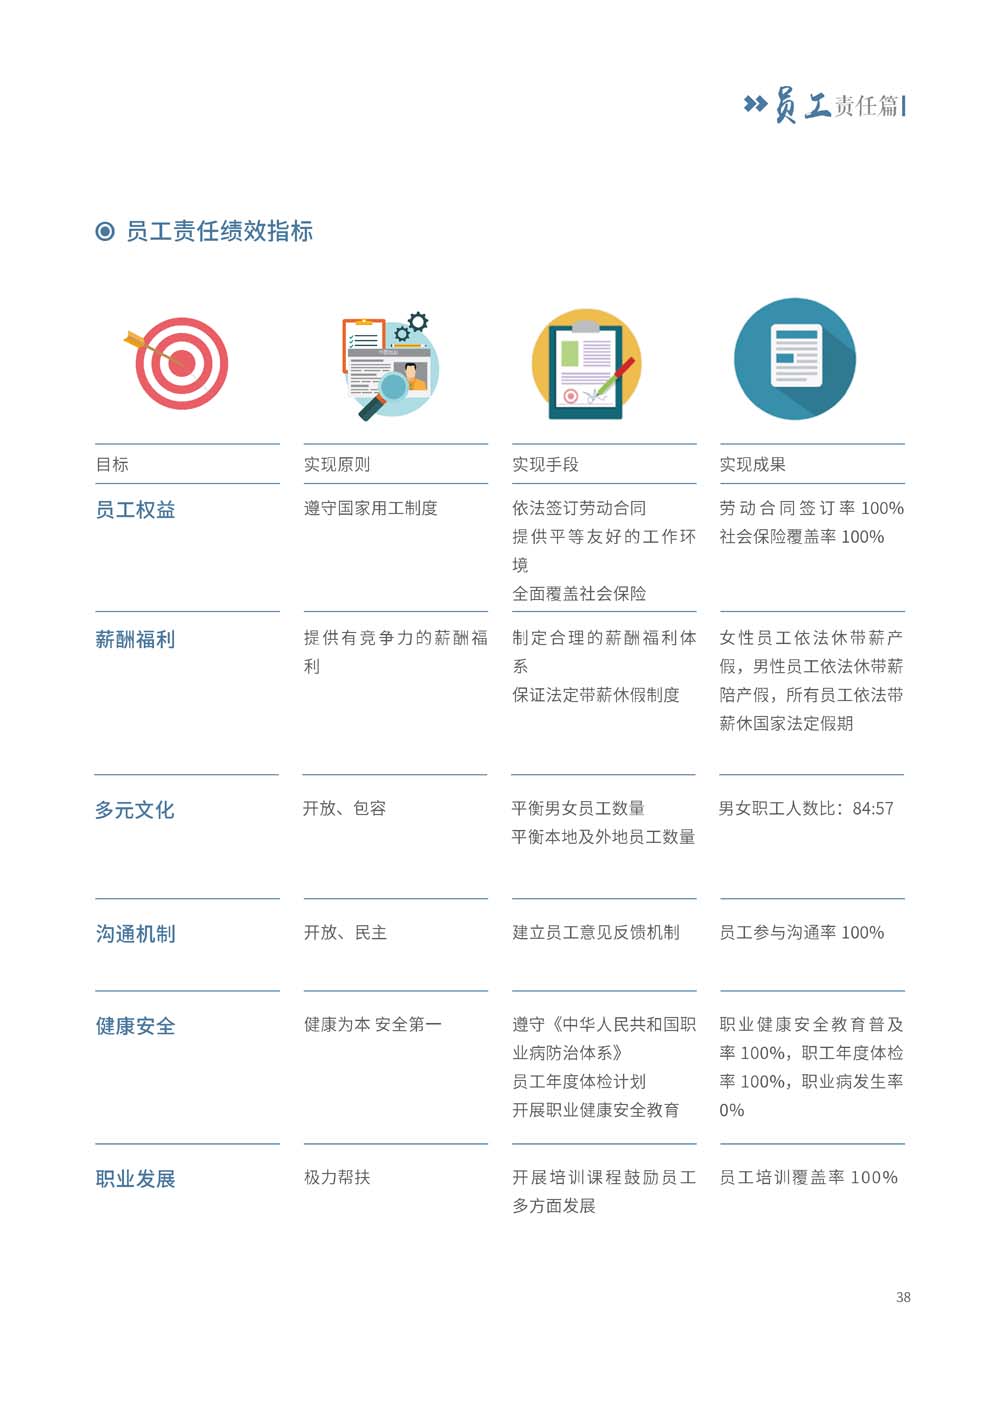 员工责任篇
员工责任绩效指标
目标
实现原则
实现手段
实现成果
员工权益
遵守国家用工制度
依法签订劳动合同
提供平等友好的工作环
境
全面覆盖社会保险
劳动合同签订率 100%
社会保险覆盖率 100%
薪酬福利
提供有竞争力的薪酬福
利
制定合理的薪酬福利体
系
保证法定带薪休假制度
女性员工依法休带薪产
假，男性员工依法休带薪
陪产假，所有员工依法带
薪休国家法定假期
多元文化
开放、包容
平衡男女员工数量
平衡本地及外地员工数量
男女职工人数比：84:57
沟通机制
开放、民主
建立员工意见反馈机制
员工参与沟通率 100%
健康安全
健康为本 安全第一
遵守《中华人民共和国职
业病防治体系》
员工年度体检计划
开展职业健康安全教育
职业健康安全教育普及
率 100%，职工年度体检
率 100%，职业病发生率
0%
职业发展
极力帮扶
开展培训课程鼓励员工
多方面发展
员工培训覆盖率 100%
38